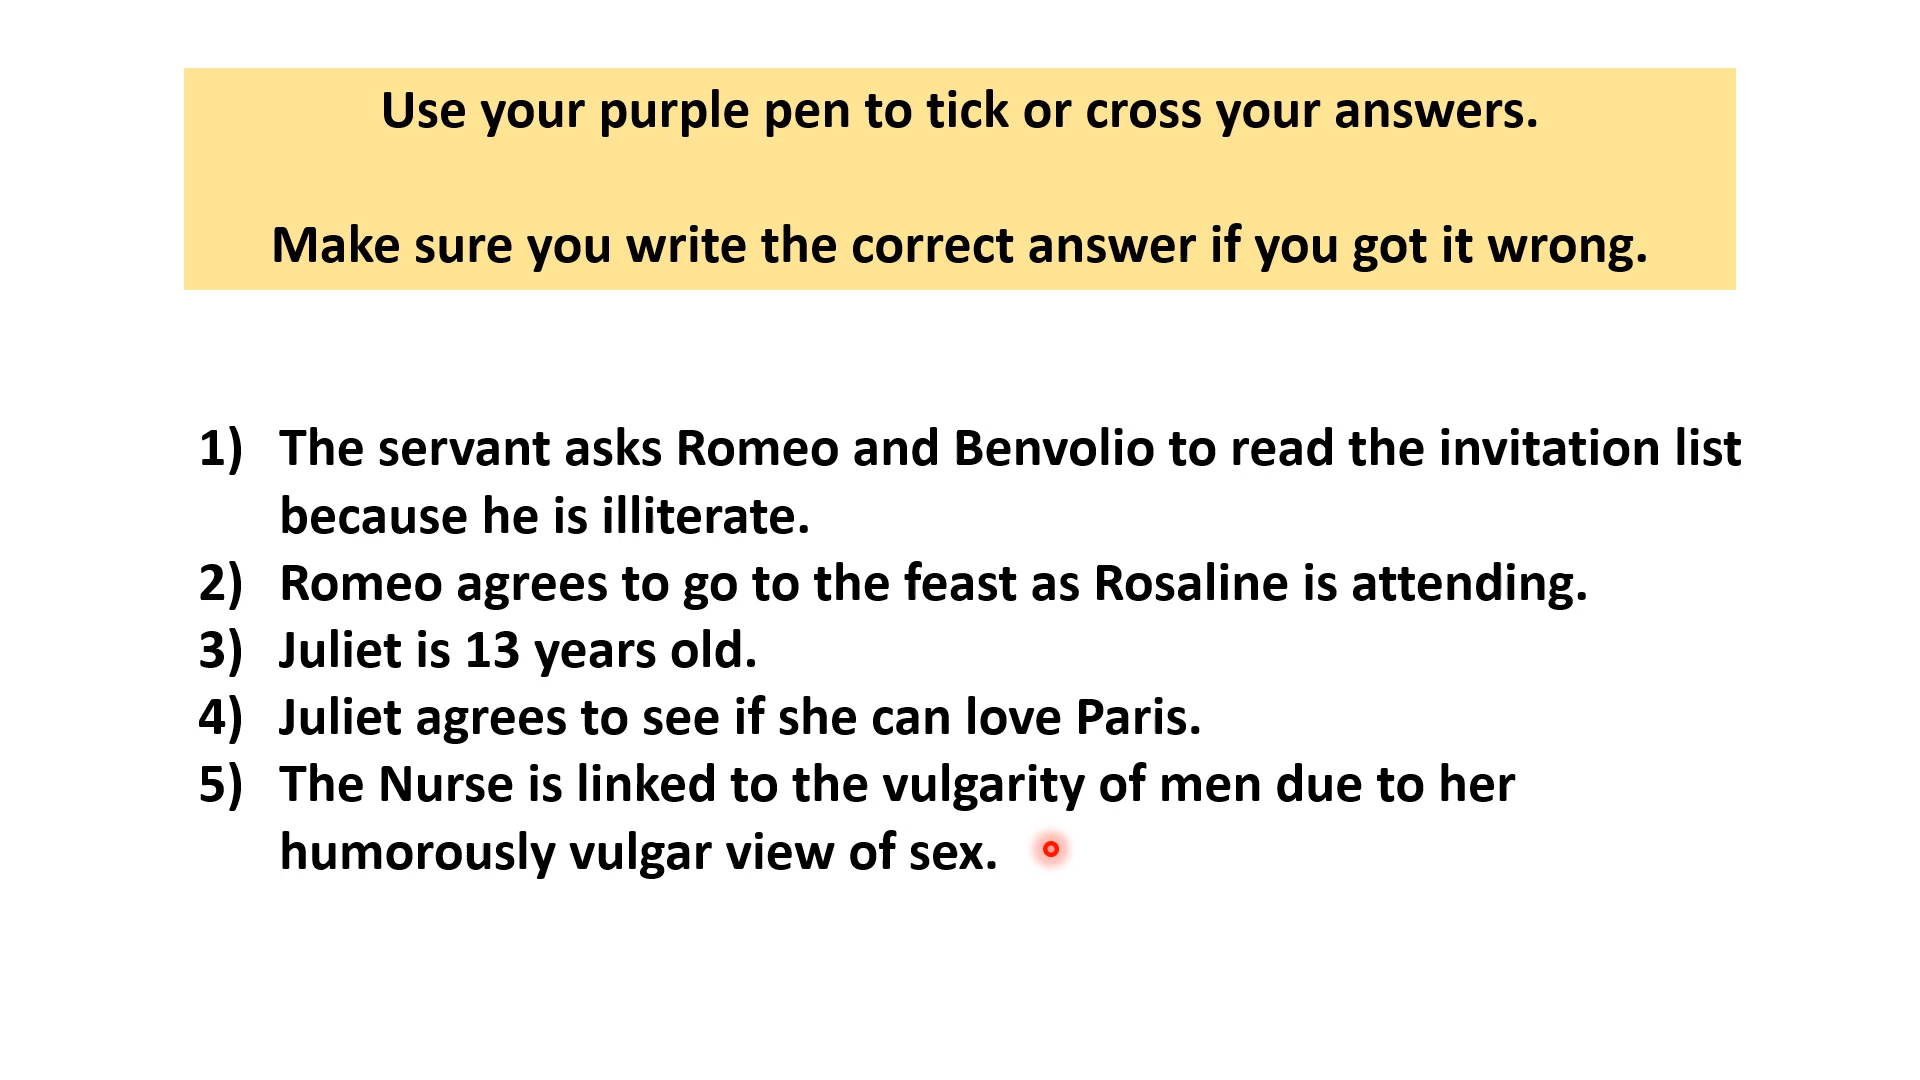 Use your purple pen to tick or cross your answers.
Make sure you write the correct answer if you got it wrong.
1) The servant asks Romeo and Benvolio to read the invitation list
because he is illiterate.
2) Romeo agrees to go to the feast as Rosaline is attending.
3) Juliet is 13 years old.
4) Juliet agrees to see if she can love Paris.
5) The Nurse is linked to the vulgarity of men due to her
humorously vulgar view of sex.